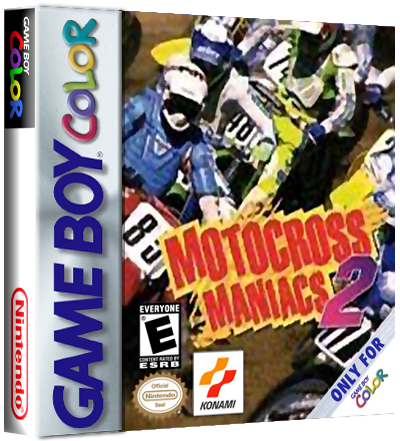 GAME BOY
COLOR
Nintendo
GAME BOY COLOR
MOTOCROSS
MANIACS 2
EVERYONE
E
CONTENT RATED BY
ESRB
Official
Nintendo
Seal
KONAMI
ONLY FOR
GAME BOY
COLOR
83